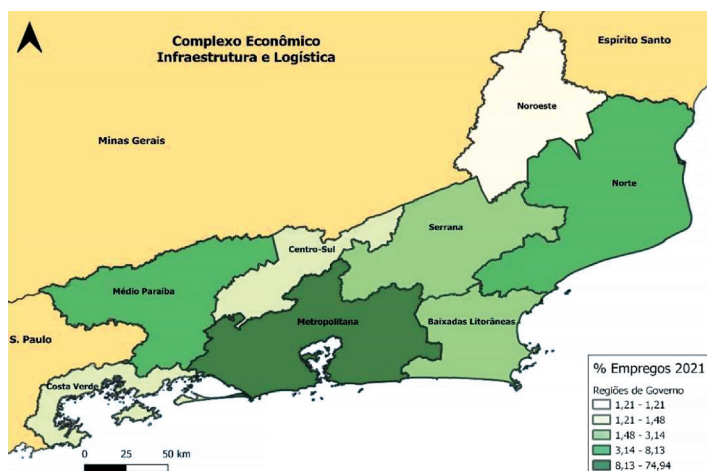 Complexo Econômico
Infraestrutura e Logística
Espírito Santo
Minas Gerais
Noroeste
Norte
Serrana
Centro-Sul
Médio Paraíba
Metropolitana
Baixadas Litorâneas
S. Paulo
Costa Verde
0 25 50 km
% Empregos 2021
Regiões de Governo
1,21 - 1,21
1,21 - 1,48
1,48 - 3,14
3,14 - 8,13
8,13 - 74,94